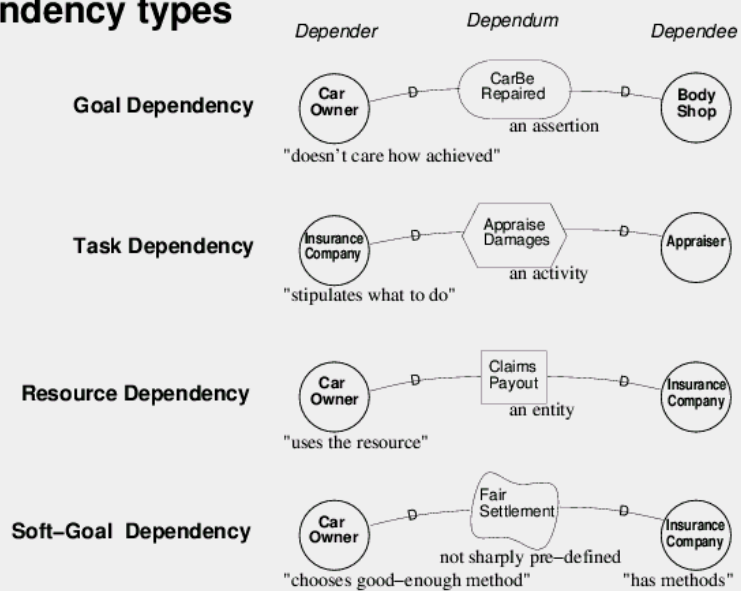 ndency types
Depender Dependum Dependee
Goal Dependency
Car
Owner
D
CarBe
Repaired
D
Body
Shop
an assertion
"doesn't care how achieved"
Task Dependency
Insurance
Company
D
Appraise
Damages
D
Appraiser
an activity
"stipulates what to do"
Resource Dependency
Car
Owner
D
Claims
Payout
D
Insurance
Company
an entity
"uses the resource"
Soft–Goal Dependency
Car
Owner
D
Fair
Settlement
D
Insurance
Company
not sharply pre–defined
"chooses good–enough method" "has methods"